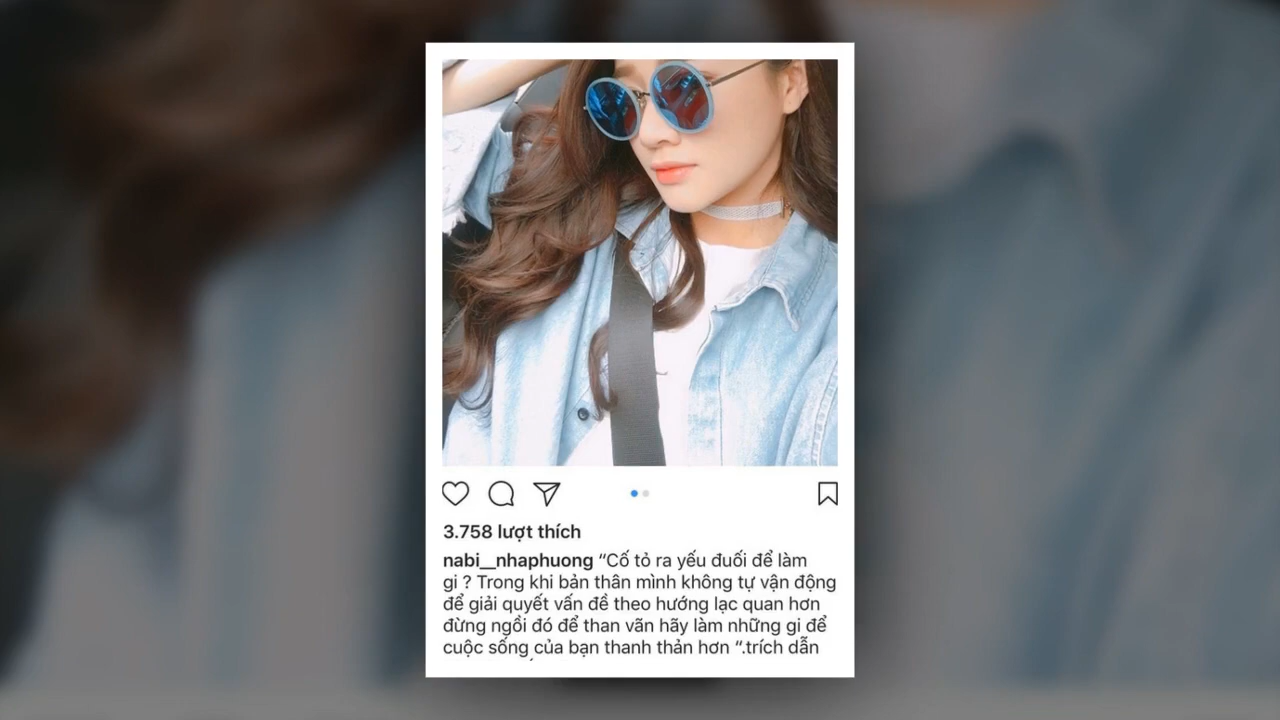 3.758 lượt thích
nabi__nhaphuong “Cố tỏ ra yếu đuối để làm
gi ? Trong khi bản thân mình không tự vận động
để giải quyết vấn đề theo hướng lạc quan hơn
đừng ngồi đó để than vãn hãy làm những gi để
cuộc sống của bạn thanh thản hơn “.trích dẫn